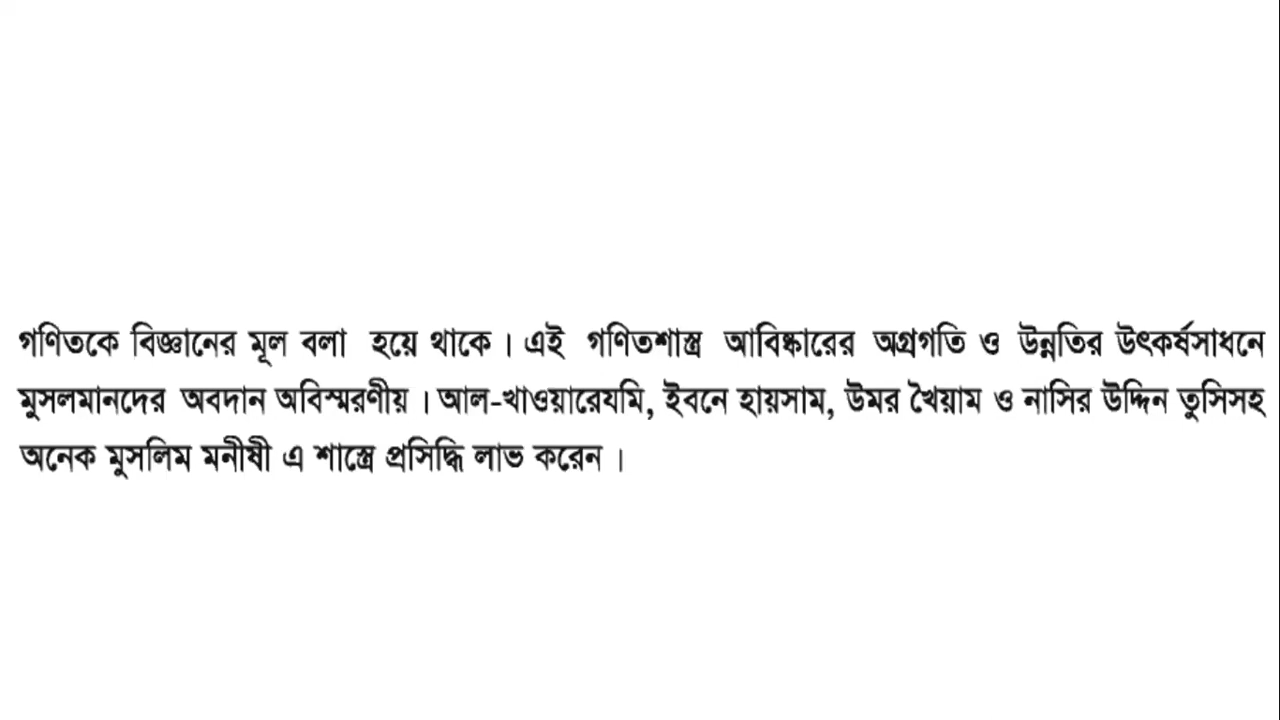 গণিতকে বিজ্ঞানের মূল বলা হয়ে থাকে। এই গণিতশাস্ত্র আবিষ্কারের অগ্রগতি ও উন্নতির উৎকর্ষসাধনে
মুসলমানদের অবদান অবিস্মরণীয়। আল-খাওয়ারেযমি, ইবনে হায়সাম, উমর খৈয়াম ও নাসির উদ্দিন তুসিসহ
অনেক মুসলিম মনীষী এ শাস্ত্রে প্রসিদ্ধি লাভ করেন।